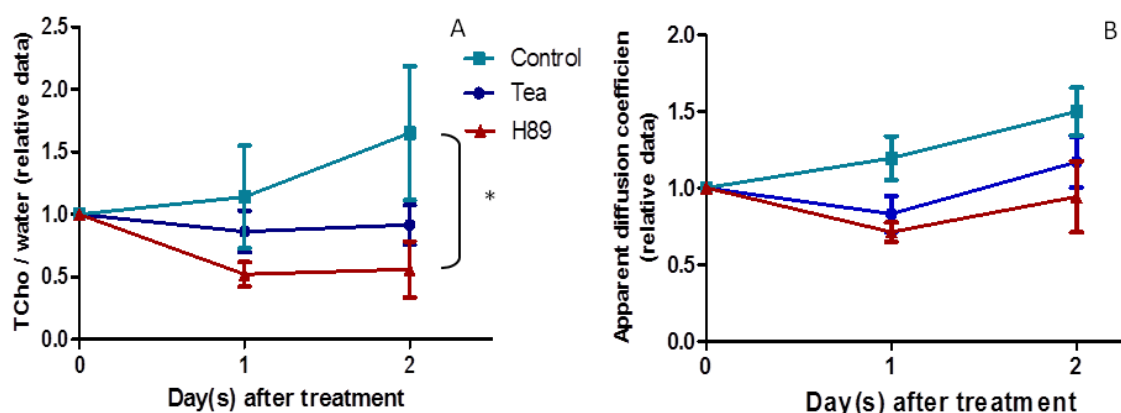 A
TCho / water (relative data)
2.5
2.0
1.5
1.0
0.5
0.0
0
1
2
Day(s) after treatment
Control
Tea
H89
*
B
Apparent diffusion coefficien
(relative data)
2.0
1.5
1.0
0.5
0.0
0
1
2
Day(s) after treatment